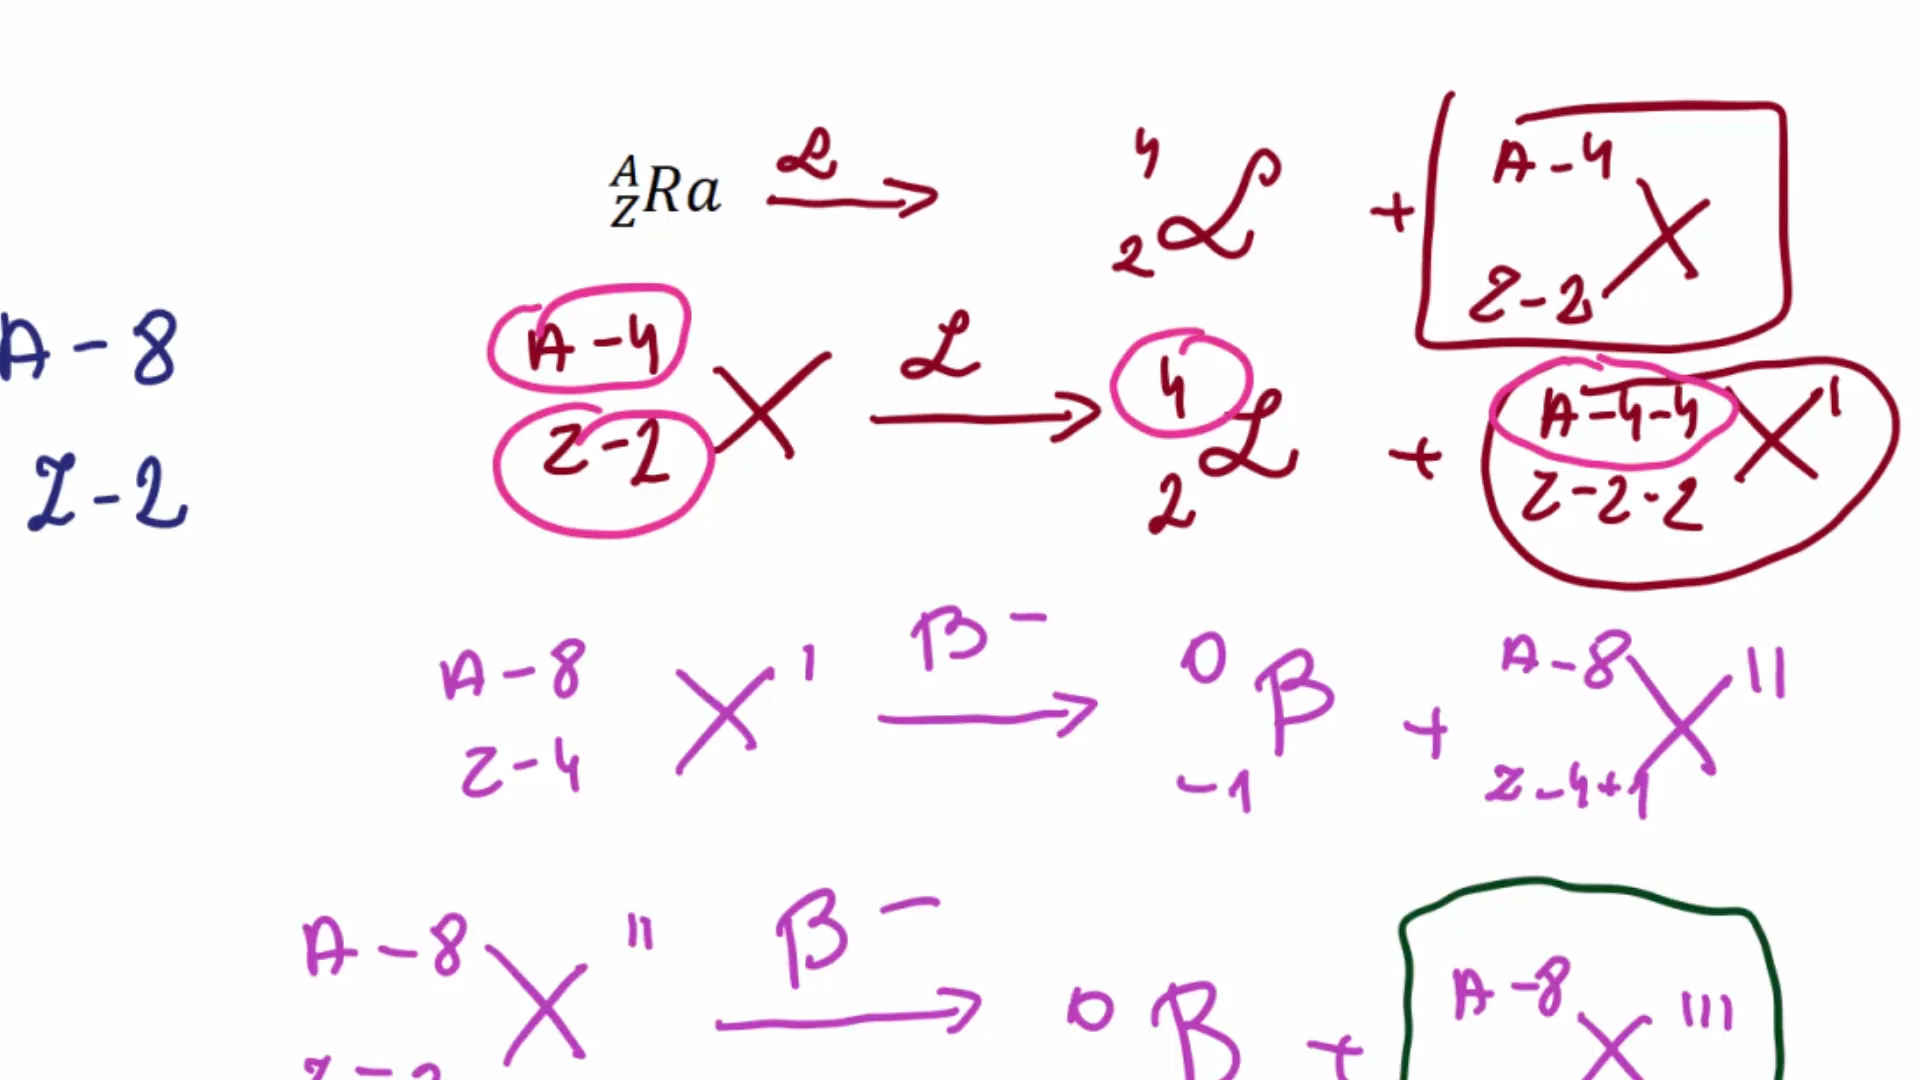 A Z Ra α → 4 2 α + A-4 Z-2 X
A-8
Z-2
A-4 Z-2 X α → 4 2 α + A-4-4 Z-2-2 X'
A-8 Z-4 X' β- → 0 -1 β + A-8 Z-4+1 X''
A-8 X'' β- → 0 β + A-8 X'''